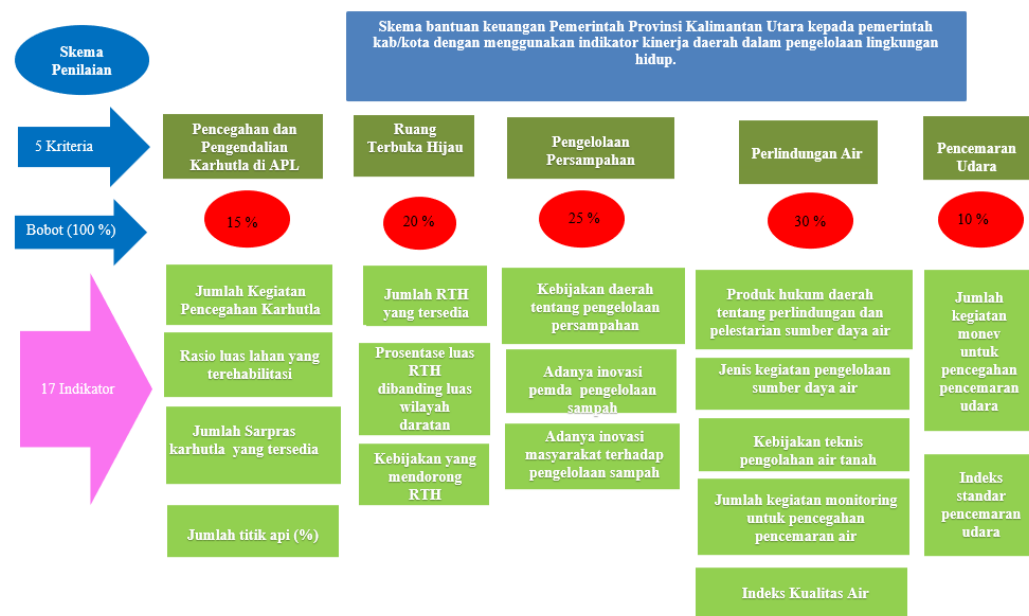 Skema
Penilaian
Skema bantuan keuangan Pemerintah Provinsi Kalimantan Utara kepada pemerintah
kab/kota dengan menggunakan indikator kinerja daerah dalam pengelolaan lingkungan
hidup.
5 Kriteria
Pencegahan dan
Pengendalian
Karhutla di APL
Ruang
Terbuka Hijau
Pengelolaan
Persampahan
Perlindungan Air
Pencemaran
Udara
Bobot (100 %)
15 %
20 %
25 %
30 %
10 %
17 Indikator
Jumlah Kegiatan
Pencegahan Karhutla
Rasio luas lahan yang
terehabilitasi
Jumlah Sarpras
karhutla yang tersedia
Jumlah titik api (%)
Jumlah RTH
yang tersedia
Prosentase luas
RTH
dibanding luas
wilayah
daratan
Kebijakan yang
mendorong
RTH
Kebijakan daerah
tentang pengelolaan
persampahan
Adanya inovasi
pemda pengelolaan
sampah
Adanya inovasi
masyarakat terhadap
pengelolaan sampah
Produk hukum daerah
tentang perlindungan dan
pelestarian sumber daya air
Jenis kegiatan pengelolaan
sumber daya air
Kebijakan teknis
pengolahan air tanah
Jumlah kegiatan monitoring
untuk pencegahan
pencemaran air
Indeks Kualitas Air
Jumlah
kegiatan
monev
untuk
pencegahan
pencemaran
udara
Indeks
standar
pencemaran
udara